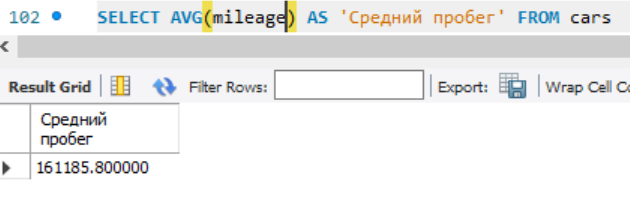 102 SELECT AVG(mileage) AS 'Средний пробег' FROM cars
Result Grid Filter Rows: Export: Wrap Cell Co
Средний
пробег
161185.800000